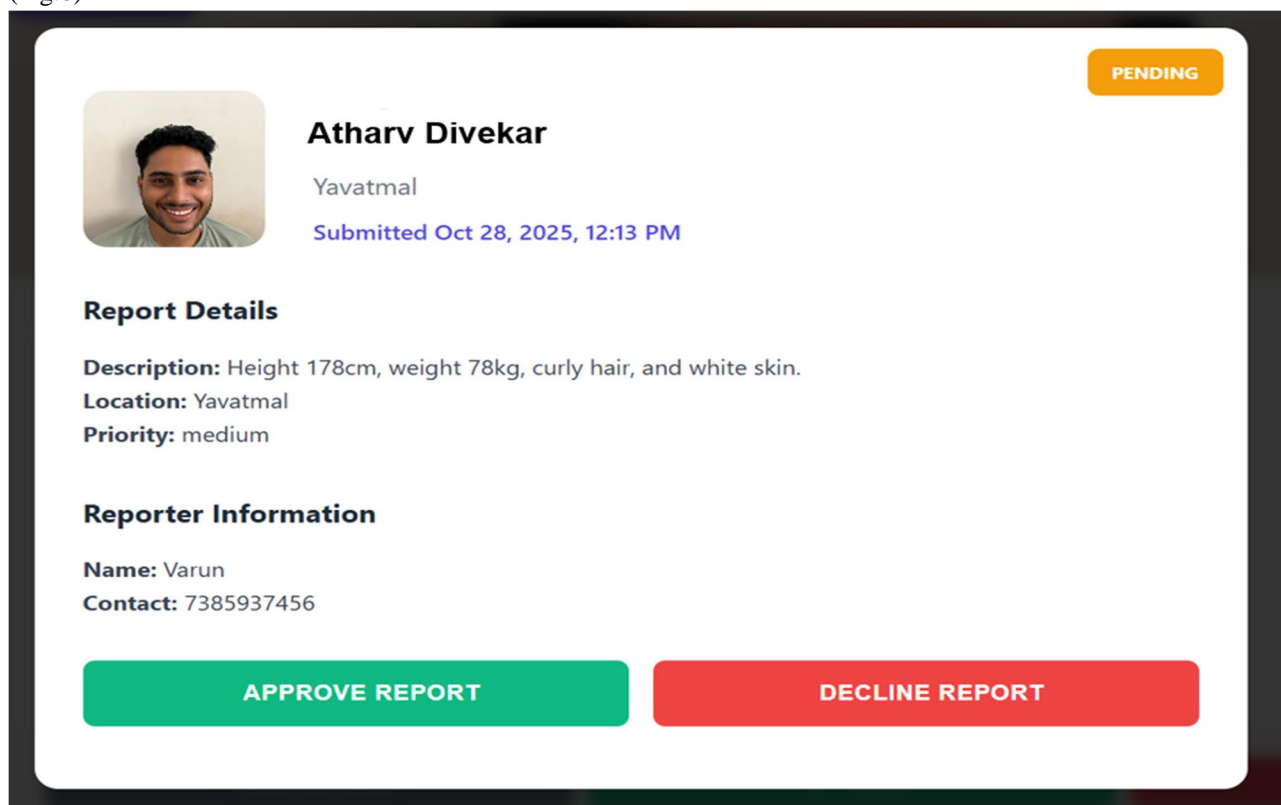 PENDING
Atharv Divekar
Yavatmal
Submitted Oct 28, 2025, 12:13 PM
Report Details
Description: Height 178cm, weight 78kg, curly hair, and white skin.
Location: Yavatmal
Priority: medium
Reporter Information
Name: Varun
Contact: 7385937456
APPROVE REPORT DECLINE REPORT